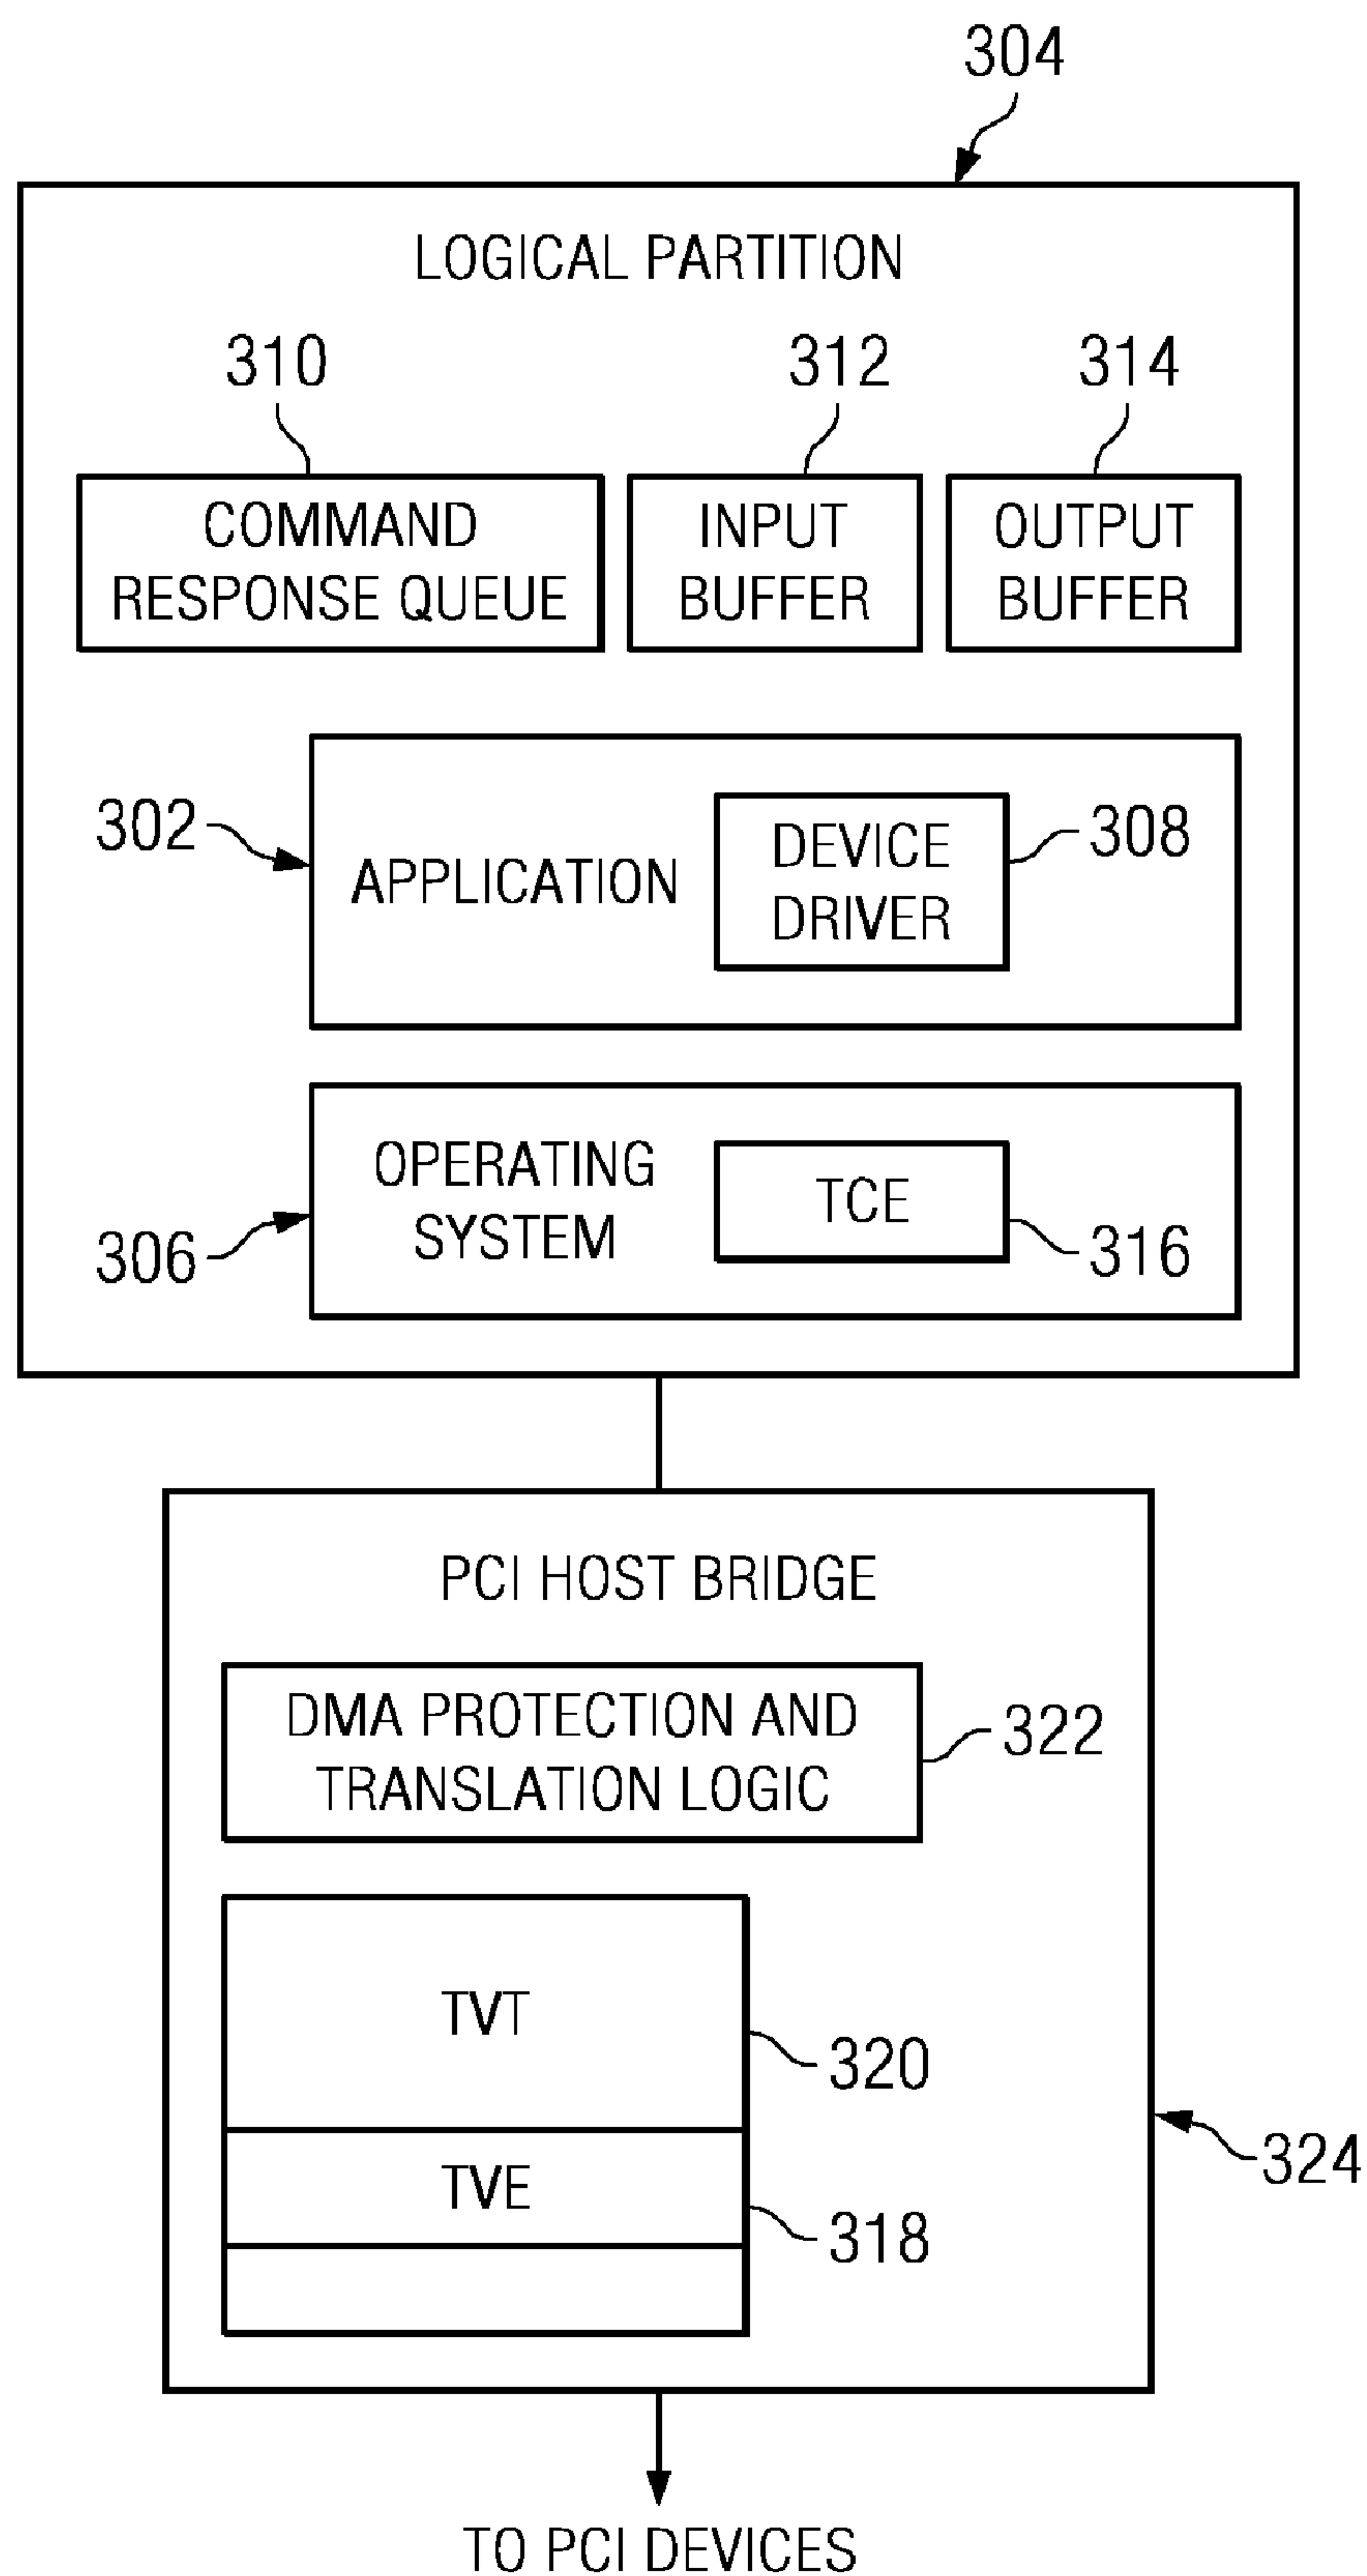 304
LOGICAL PARTITION
310
312
314
COMMAND
RESPONSE QUEUE
INPUT
BUFFER
OUTPUT
BUFFER
302
APPLICATION
DEVICE
DRIVER
308
306
OPERATING
SYSTEM
TCE
316
PCI HOST BRIDGE
DMA PROTECTION AND
TRANSLATION LOGIC
322
TVT
320
TVE
318
324
TO PCI DEVICES